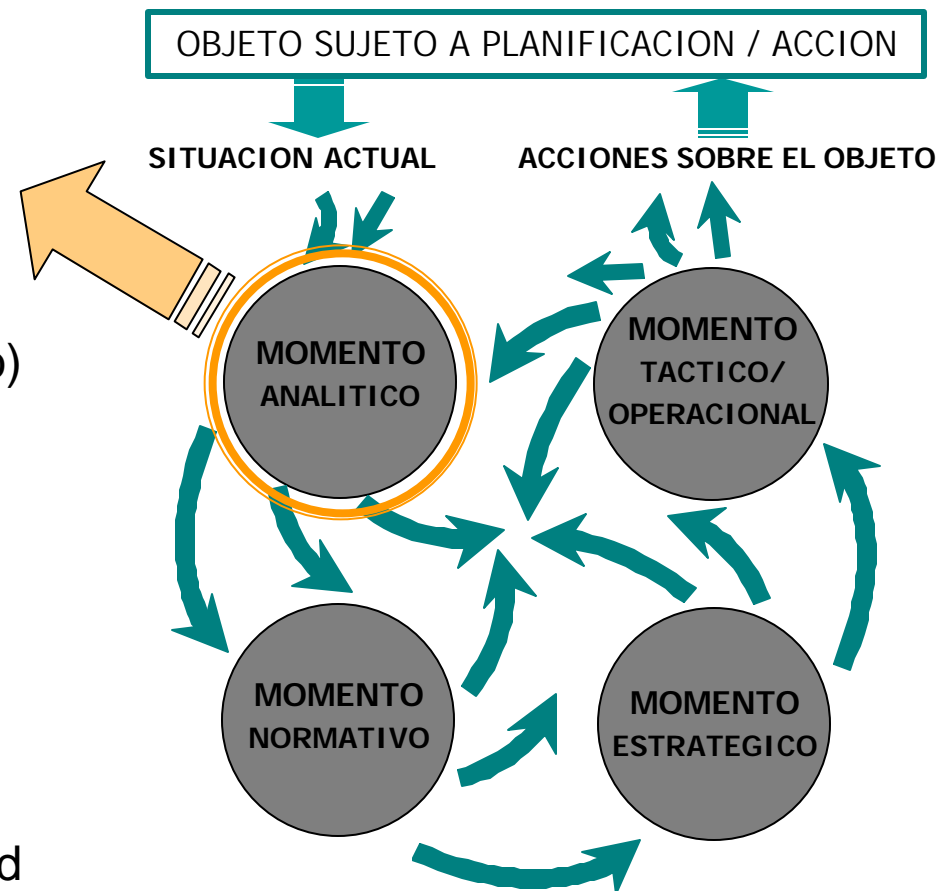 OBJETO SUJETO A PLANIFICACION / ACCION
SITUACION ACTUAL
ACCIONES SOBRE EL OBJETO
o)
MOMENTO
ANALITICO
MOMENTO
TACTICO/
OPERACIONAL
MOMENTO
NORMATIVO
MOMENTO
ESTRATEGICO
d